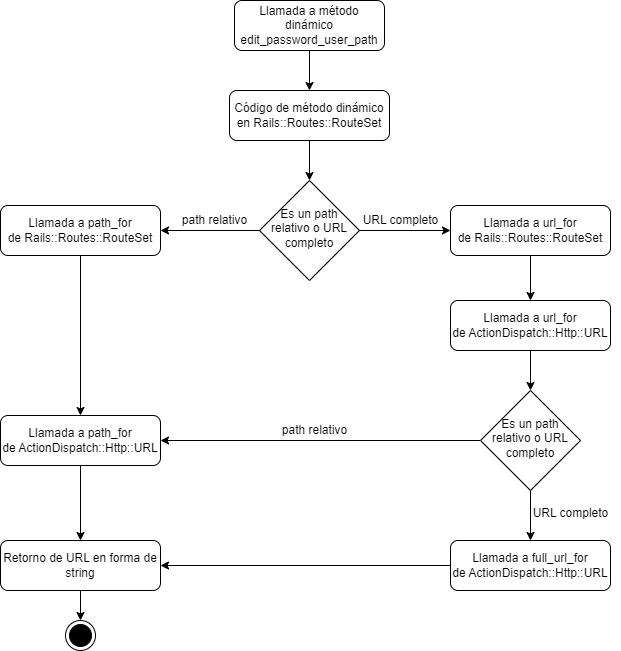 Llamada a método
dinámico
edit_password_user_path
Código de método dinámico
en Rails::Routes::RouteSet
Es un path
relativo o URL
completo
path relativo
URL completo
Llamada a path_for
de Rails::Routes::RouteSet
Llamada a url_for
de Rails::Routes::RouteSet
Llamada a url_for
de ActionDispatch::Http::URL
Es un path
relativo o URL
completo
path relativo
Llamada a path_for
de ActionDispatch::Http::URL
URL completo
Llamada a full_url_for
de ActionDispatch::Http::URL
Retorno de URL en forma de
string